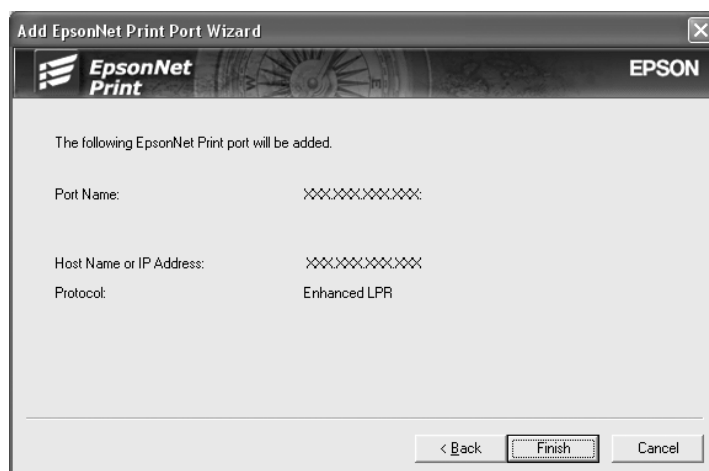 Add EpsonNet Print Port Wizard
EpsonNet
Print
EPSON
The following EpsonNet Print port will be added.
Port Name: XXX.XXX.XXX.XXX:
Host Name or IP Address: XXX.XXX.XXX.XXX
Protocol: Enhanced LPR
< Back Finish Cancel